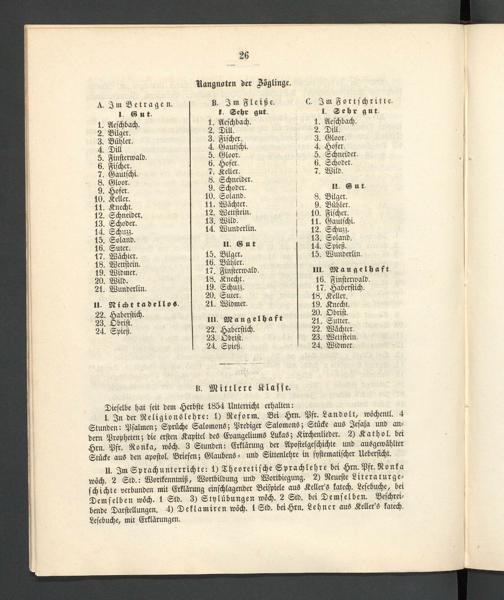 26
Rangnoten der Zöglinge.
A. Im Betragen.
I. Gut.
1. Aeschbach.
2. Bilger.
3. Bühler.
4. Dill
5. Finsterwald.
6. Fischer.
7. Gautschi.
8. Gloor.
9. Hofer.
10. Keller.
11. Knecht.
12. Schneider.
13. Schoder.
14. Schuzz.
15. Soland.
16. Suter.
17. Wächter.
18. Wettstein.
19. Widmer.
20. Wild.
21. Wunderlin.
II. Nicht tadellos.
22. Haberstich.
23. Obrist.
24. Spieß.
B. Im Fleiße.
I. Sehr gut.
1. Aeschbach.
2. Dill.
3. Fischer.
4. Gautschi.
5. Gloor.
6. Hofer.
7. Keller.
8. Schneider.
9. Schoder.
10. Soland.
11. Wächter.
12. Wettstein.
13. Wild.
14. Wunderlin.
II. Gut
15. Bilger.
16. Bühler.
17. Finsterwald.
18. Knecht.
19. Schuzz.
20. Suter.
21. Widmer.
III. Mangelhaft
22. Haberstich.
23. Obrist.
24. Spieß.
C. Im Fortschritte.
I. Sehr gut.
1. Aeschbach.
2. Dill.
3. Gloor.
4. Hofer.
5. Schneider.
6. Schoder.
7. Wild.
II. Gut
8. Bilger.
9. Bühler.
10. Fischer.
11. Gautschi.
12. Schuzz.
13. Soland.
14. Spieß.
15. Wunderlin.
III. Mangelhaft
16. Finsterwald.
17. Haberstich.
18. Keller.
19. Knecht.
20. Obrist.
21. Sutter.
22. Wächter.
23. Wettstein.
24. Widmer.
B. Mittlere Klasse.
Dieselbe hat seit dem Herbste 1854 Unterricht erhalten:
I. In der Religionslehre: 1) Reform. Bei Hrn. Pfr. Landolt, wöchentl. 4
Stunden: Psalmen; Sprüche Salomons; Prediger Salomons; Stücke aus Jesaja und an-
dern Propheten; die ersten Kapitel des Evangeliums Lukas; Kirchenlieder. 2) Kathol. bei
Hrn. Pfr. Ronka, wöch. 3 Stunden: Erklärung der Apostelgeschichte und ausgewählter
Stücke aus den apostol. Briefen; Glaubens- und Sittenlehre in systematischer Uebersicht.
II. Im Sprachunterrichte: 1) Theoretische Sprachlehre bei Hrn. Pfr. Ronka
wöch. 2 Std.: Wortkenntniß, Wortbildung und Wortbiegung. 2) Neueste Literaturge-
schichte verbunden mit Erklärung einschlagender Beispiele aus Keller's katech. Lesebuche, bei
Demselben wöch. 1 Std. 3) Stylübungen wöch. 2 Std. bei Demselben. Beschrei-
bende Darstellungen. 4) Deklamiren wöch. 1 Std. bei Hrn. Lehner aus Keller's katech.
Lesebuche, mit Erklärungen.